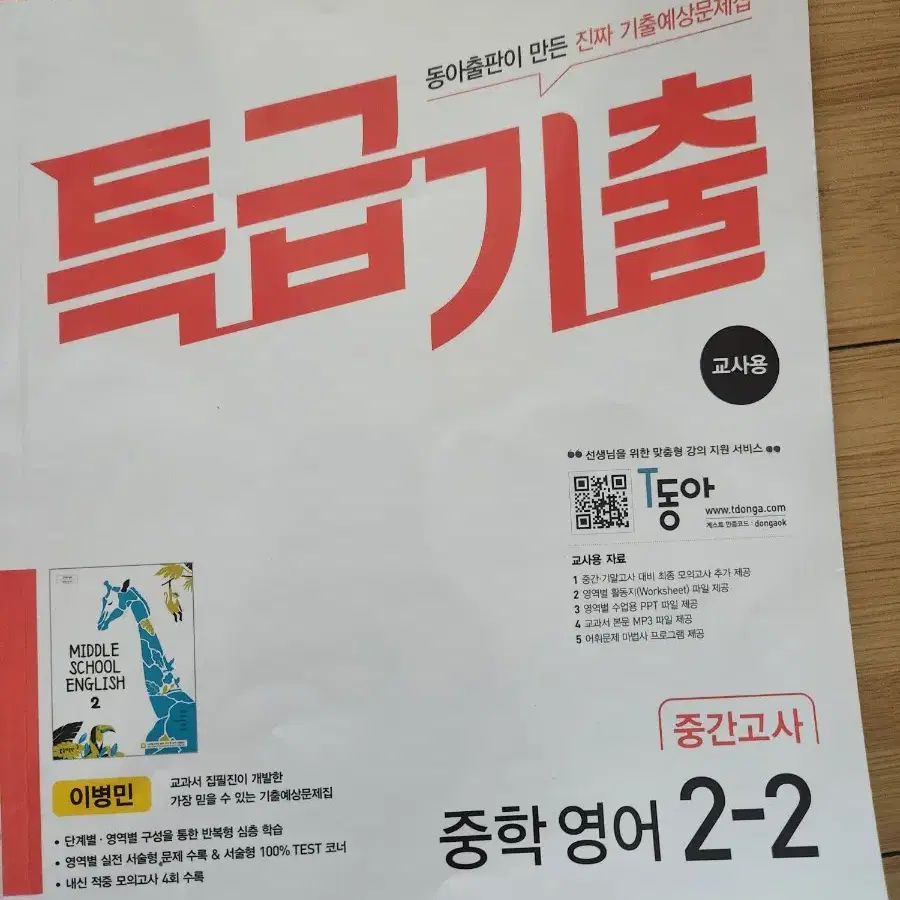 동아출판이 만든 진짜 기출예상문제집
특급기출
교사용
선생님을 위한 맞춤형 강의 지원 서비스
T동아
www.tdonga.com
게스트 인증코드 : dongaok
교사용 자료
1 중간·기말고사 대비 최종 모의고사 추가 제공
2 영역별 활동지(Worksheet) 파일 제공
3 영역별 수업용 PPT 파일 제공
4 교과서 본문 MP3 파일 제공
5 어휘문제 마법사 프로그램 제공
MIDDLE
SCHOOL
ENGLISH
2
이병민
교과서 집필진이 개발한
가장 믿을 수 있는 기출예상문제집
• 단계별·영역별 구성을 통한 반복형 심층 학습
• 영역별 실전 서술형 문제 수록 & 서술형 100% TEST 코너
• 내신 적중 모의고사 4회 수록
중간고사
중학 영어 2-2